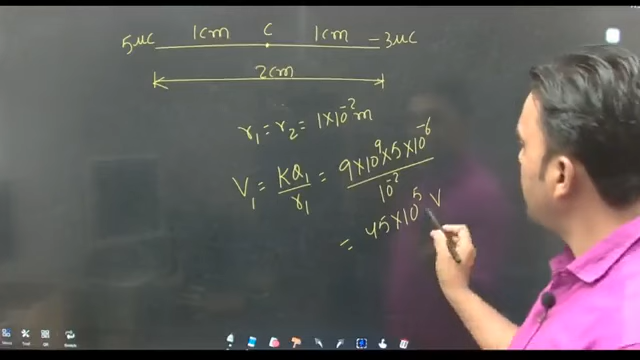 5μC 1cm C 1cm -3μC
2cm
r₁ = r₂ = 1×10⁻² m
V₁ = KQ₁/r₁ = 9×10⁹×5×10⁻⁶/10⁻²
= 45×10⁵ V